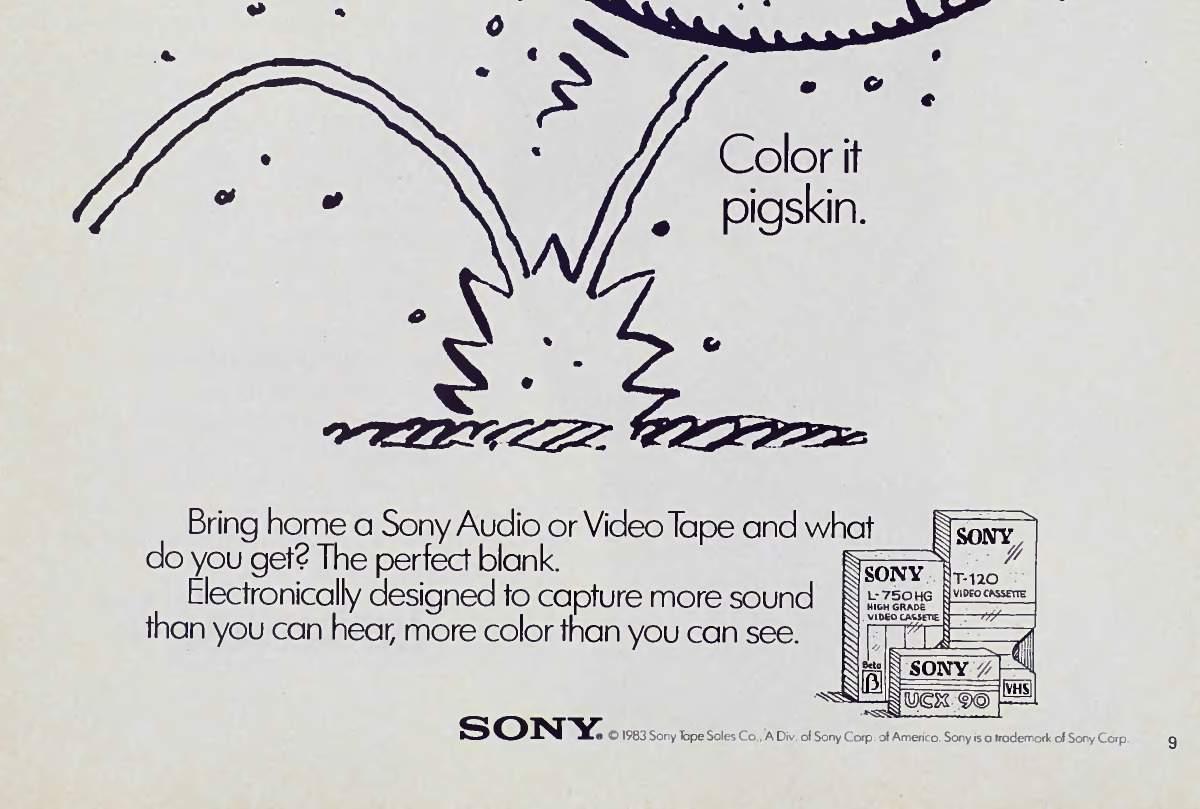 Color it
pigskin.
Bring home a Sony Audio or Video Tape and what
do you get? The perfect blank.
Electronically designed to capture more sound
than you can hear, more color than you can see.
SONY
T-120
VIDEO CASSETTE
VHS
SONY
L-750HG
HIGH GRADE
VIDEO CASSETTE
Beta
β
SONY
UCX 90
SONY. © 1983 Sony Tape Sales Co., A Div. of Sony Corp. of America. Sony is a trademark of Sony Corp.
9